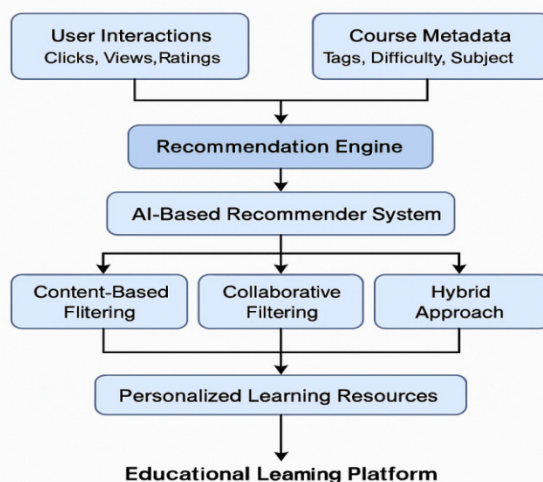 User Interactions
Clicks, Views,Ratings
Course Metadata
Tags, Difficulty, Subject
Recommendation Engine
AI-Based Recommender System
Content-Based
Flitering
Collaborative
Filtering
Hybrid
Approach
Personalized Learning Resources
Educational Leaming Platform